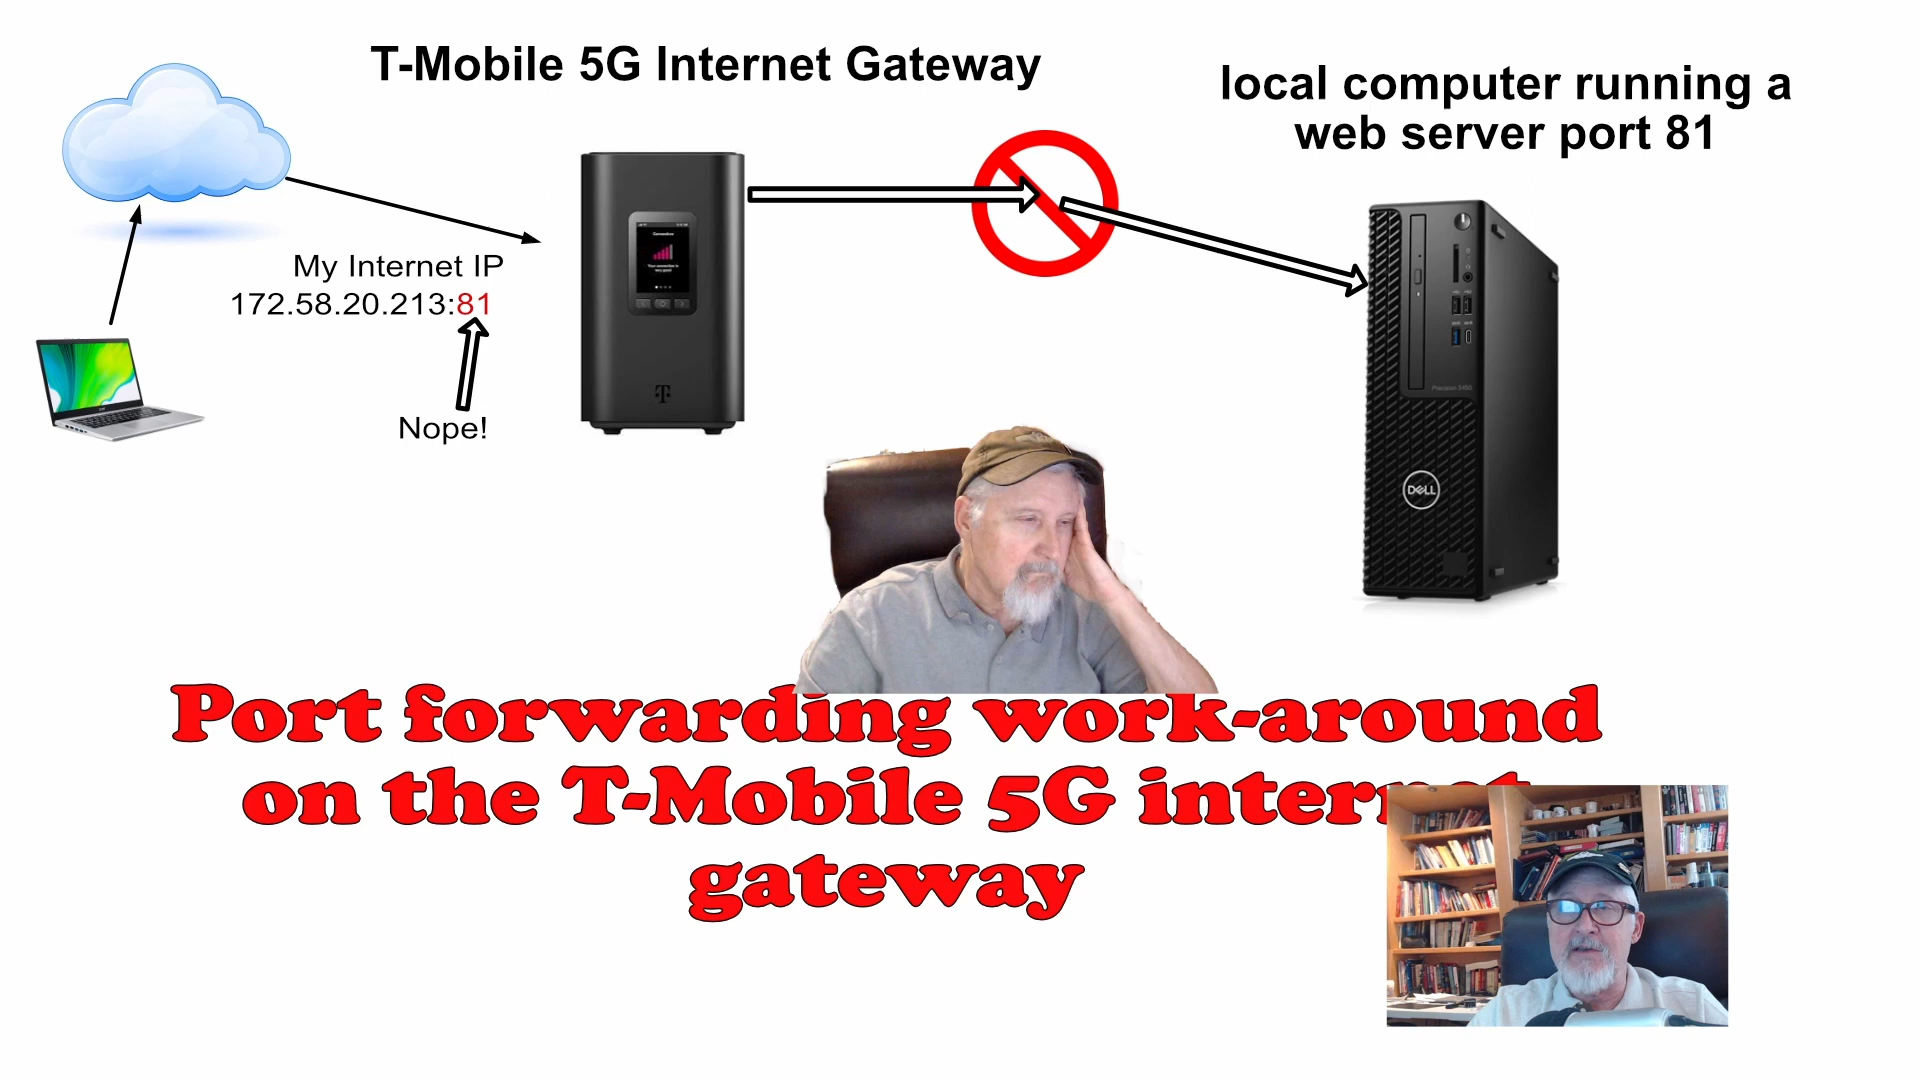 T-Mobile 5G Internet Gateway
local computer running a
web server port 81
My Internet IP
172.58.20.213:81
Nope!
DELL
Port forwarding work-around
on the T-Mobile 5G internet
gateway